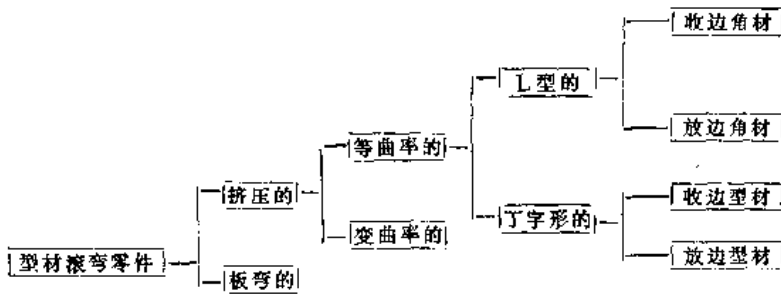 收边角材
L型的
放边角材
等曲率的
挤压的
收边型材
丁字形的
变曲率的
放边型材
型材滚弯零件
板弯的